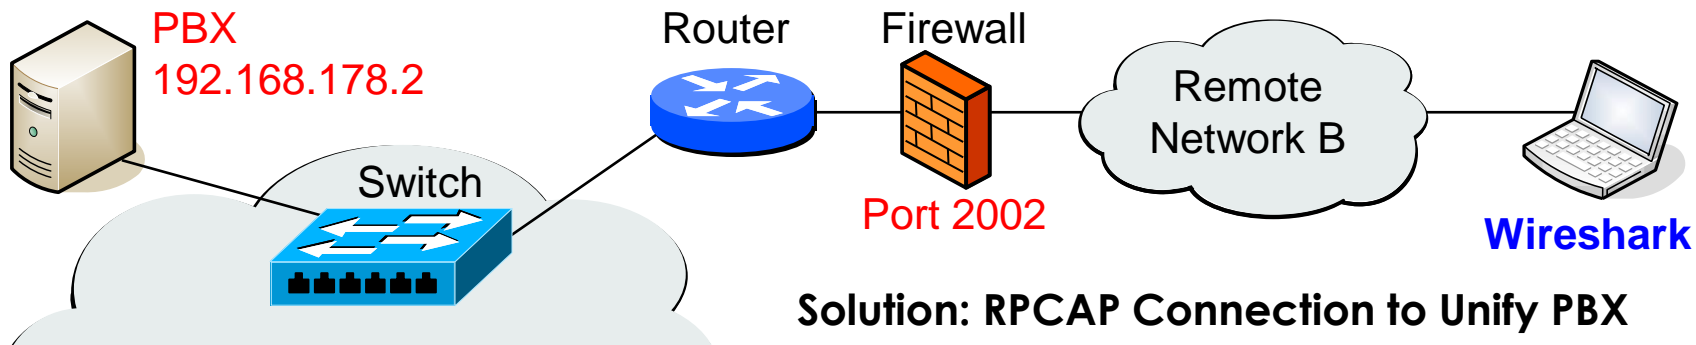 PBX
192.168.178.2
Router
Firewall
Remote
Network B
Switch
Port 2002
Wireshark
Solution: RPCAP Connection to Unify PBX